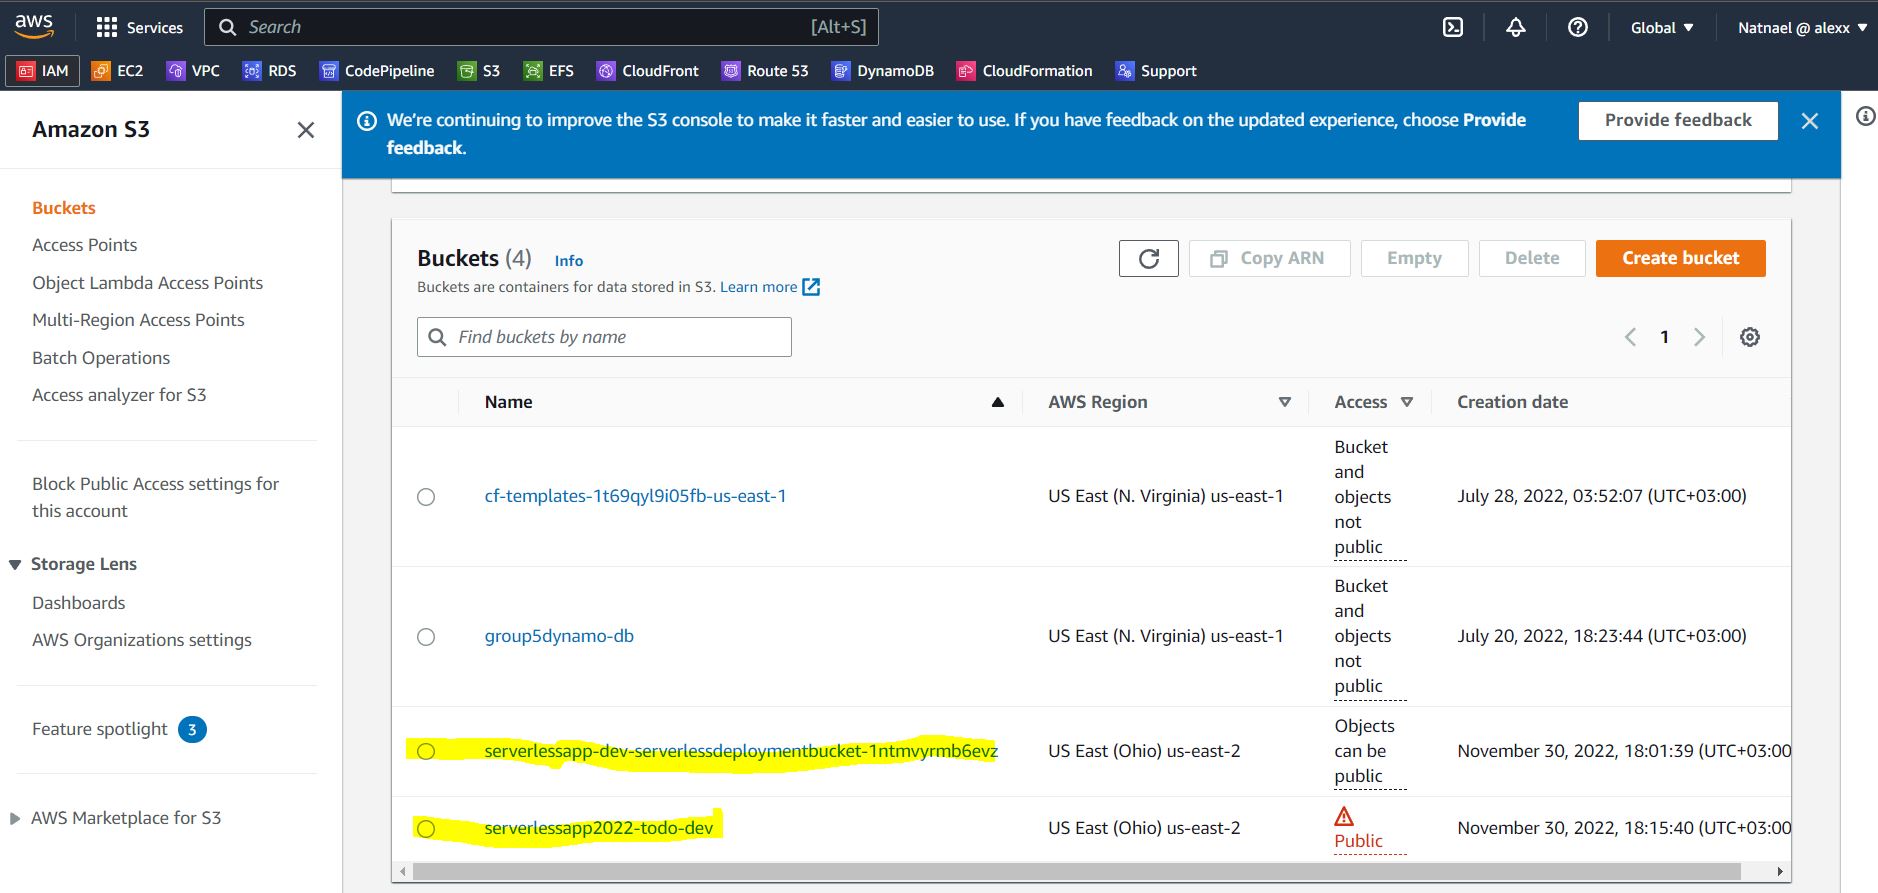 aws
Services
Search
[Alt+S]
Global
Natnael @ alexx
IAM
EC2
VPC
RDS
CodePipeline
S3
EFS
CloudFront
Route 53
DynamoDB
CloudFormation
Support
Amazon S3
We're continuing to improve the S3 console to make it faster and easier to use. If you have feedback on the updated experience, choose Provide
feedback.
Provide feedback
Buckets
Access Points
Object Lambda Access Points
Multi-Region Access Points
Batch Operations
Access analyzer for S3
Block Public Access settings for
this account
Storage Lens
Dashboards
AWS Organizations settings
Feature spotlight 3
AWS Marketplace for S3
Buckets (4) Info
Buckets are containers for data stored in S3. Learn more
Copy ARN
Empty
Delete
Create bucket
Find buckets by name
1
Name
AWS Region
Access
Creation date
cf-templates-1t69qyl9i05fb-us-east-1
US East (N. Virginia) us-east-1
Bucket
and
objects
not
public
July 28, 2022, 03:52:07 (UTC+03:00)
group5dynamo-db
US East (N. Virginia) us-east-1
Bucket
and
objects
not
public
July 20, 2022, 18:23:44 (UTC+03:00)
serverlessapp-dev-serverlessdeploymentbucket-1ntmvyrmb6evz
US East (Ohio) us-east-2
Objects
can be
public
November 30, 2022, 18:01:39 (UTC+03:00
serverlessapp2022-todo-dev
US East (Ohio) us-east-2
Public
November 30, 2022, 18:15:40 (UTC+03:00